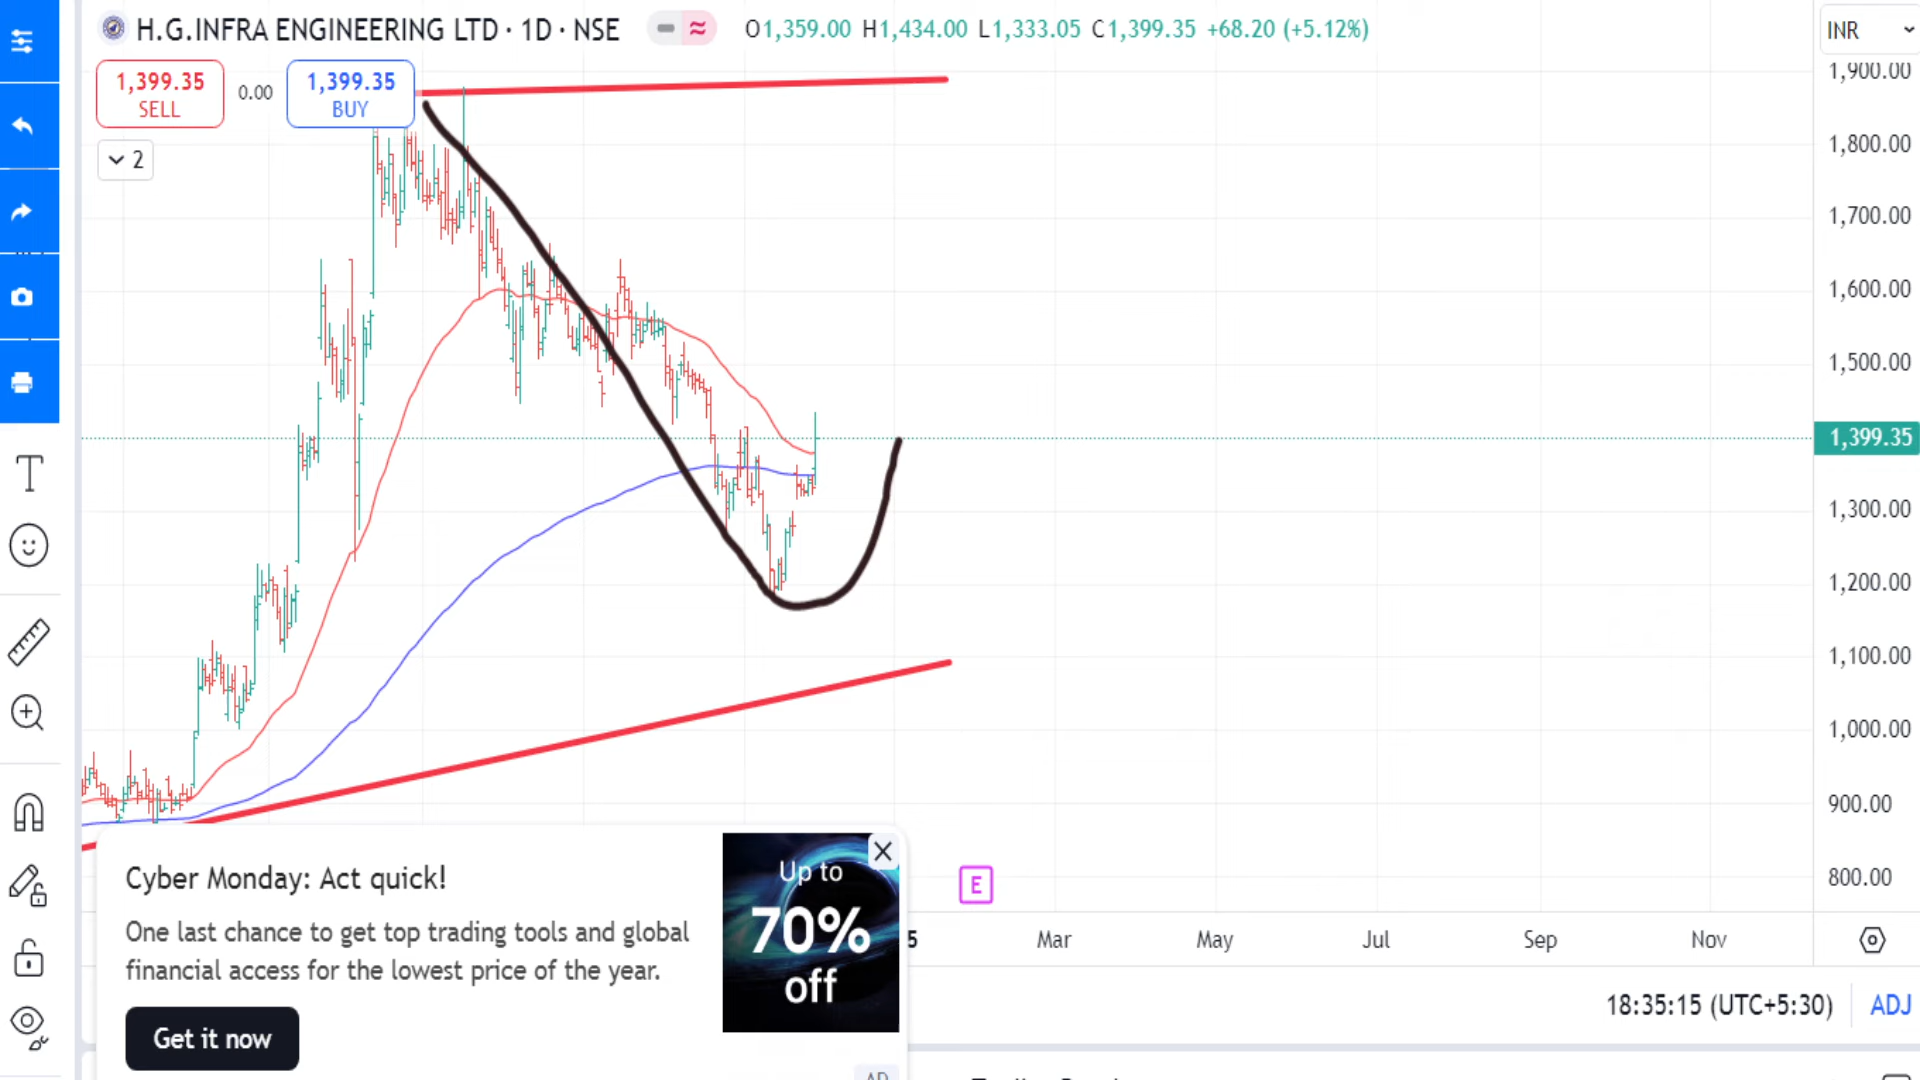 H.G.INFRA ENGINEERING LTD · 1D · NSE
O1,359.00 H1,434.00 L1,333.05 C1,399.35 +68.20 (+5.12%)
INR
1,399.35
SELL
0.00
1,399.35
BUY
2
1,900.00
1,800.00
1,700.00
1,600.00
1,500.00
1,399.35
1,300.00
1,200.00
1,100.00
1,000.00
900.00
800.00
E
Cyber Monday: Act quick!
One last chance to get top trading tools and global
financial access for the lowest price of the year.
Get it now
Up to
70%
off
5
Mar
May
Jul
Sep
Nov
18:35:15 (UTC+5:30)
ADJ